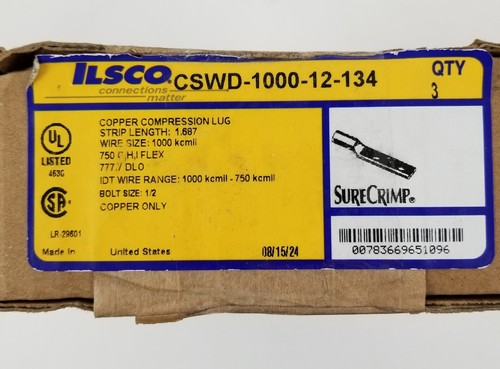 ILSCO
connections
matter
CSWD-1000-12-134
QTY
3
COPPER COMPRESSION LUG
STRIP LENGTH: 1.687
WIRE SIZE: 1000 kcmil
750 FLEX
DLO
IDT WIRE RANGE: 1000 kcmil - 750 kcmil
BOLT SIZE: 1/2
COPPER ONLY
UL
LISTED
463G
SA
LR-29601
Made in United States
08/15/24
SURECRIMP®
00783669651096